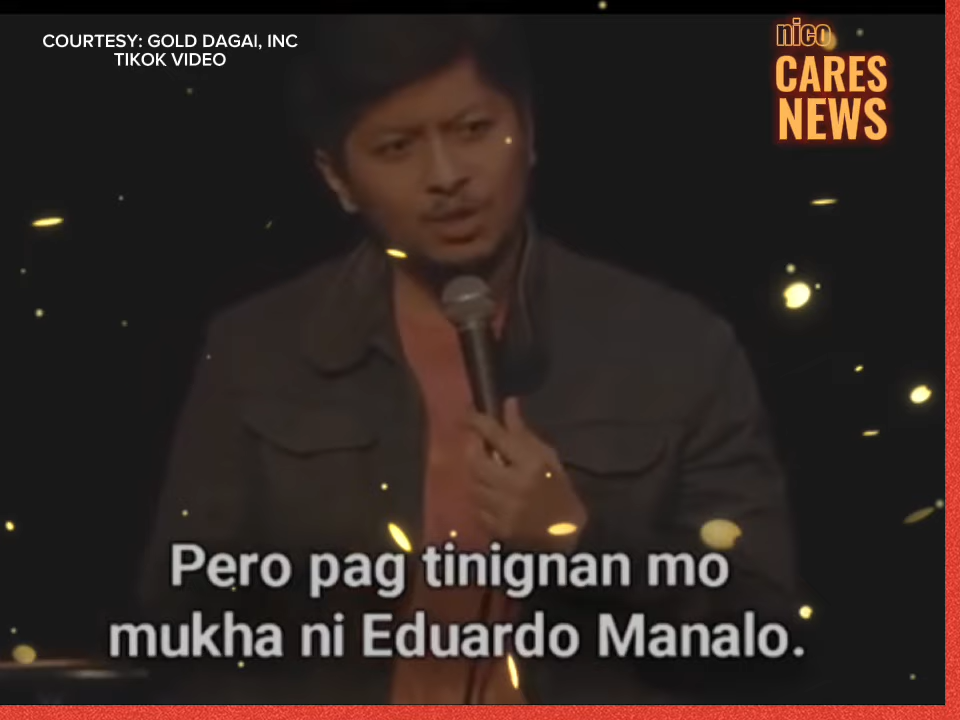 COURTESY: GOLD DAGAI, INC
TIKOK VIDEO
nico
CARES
NEWS
Pero pag tinignan mo
mukha ni Eduardo Manalo.